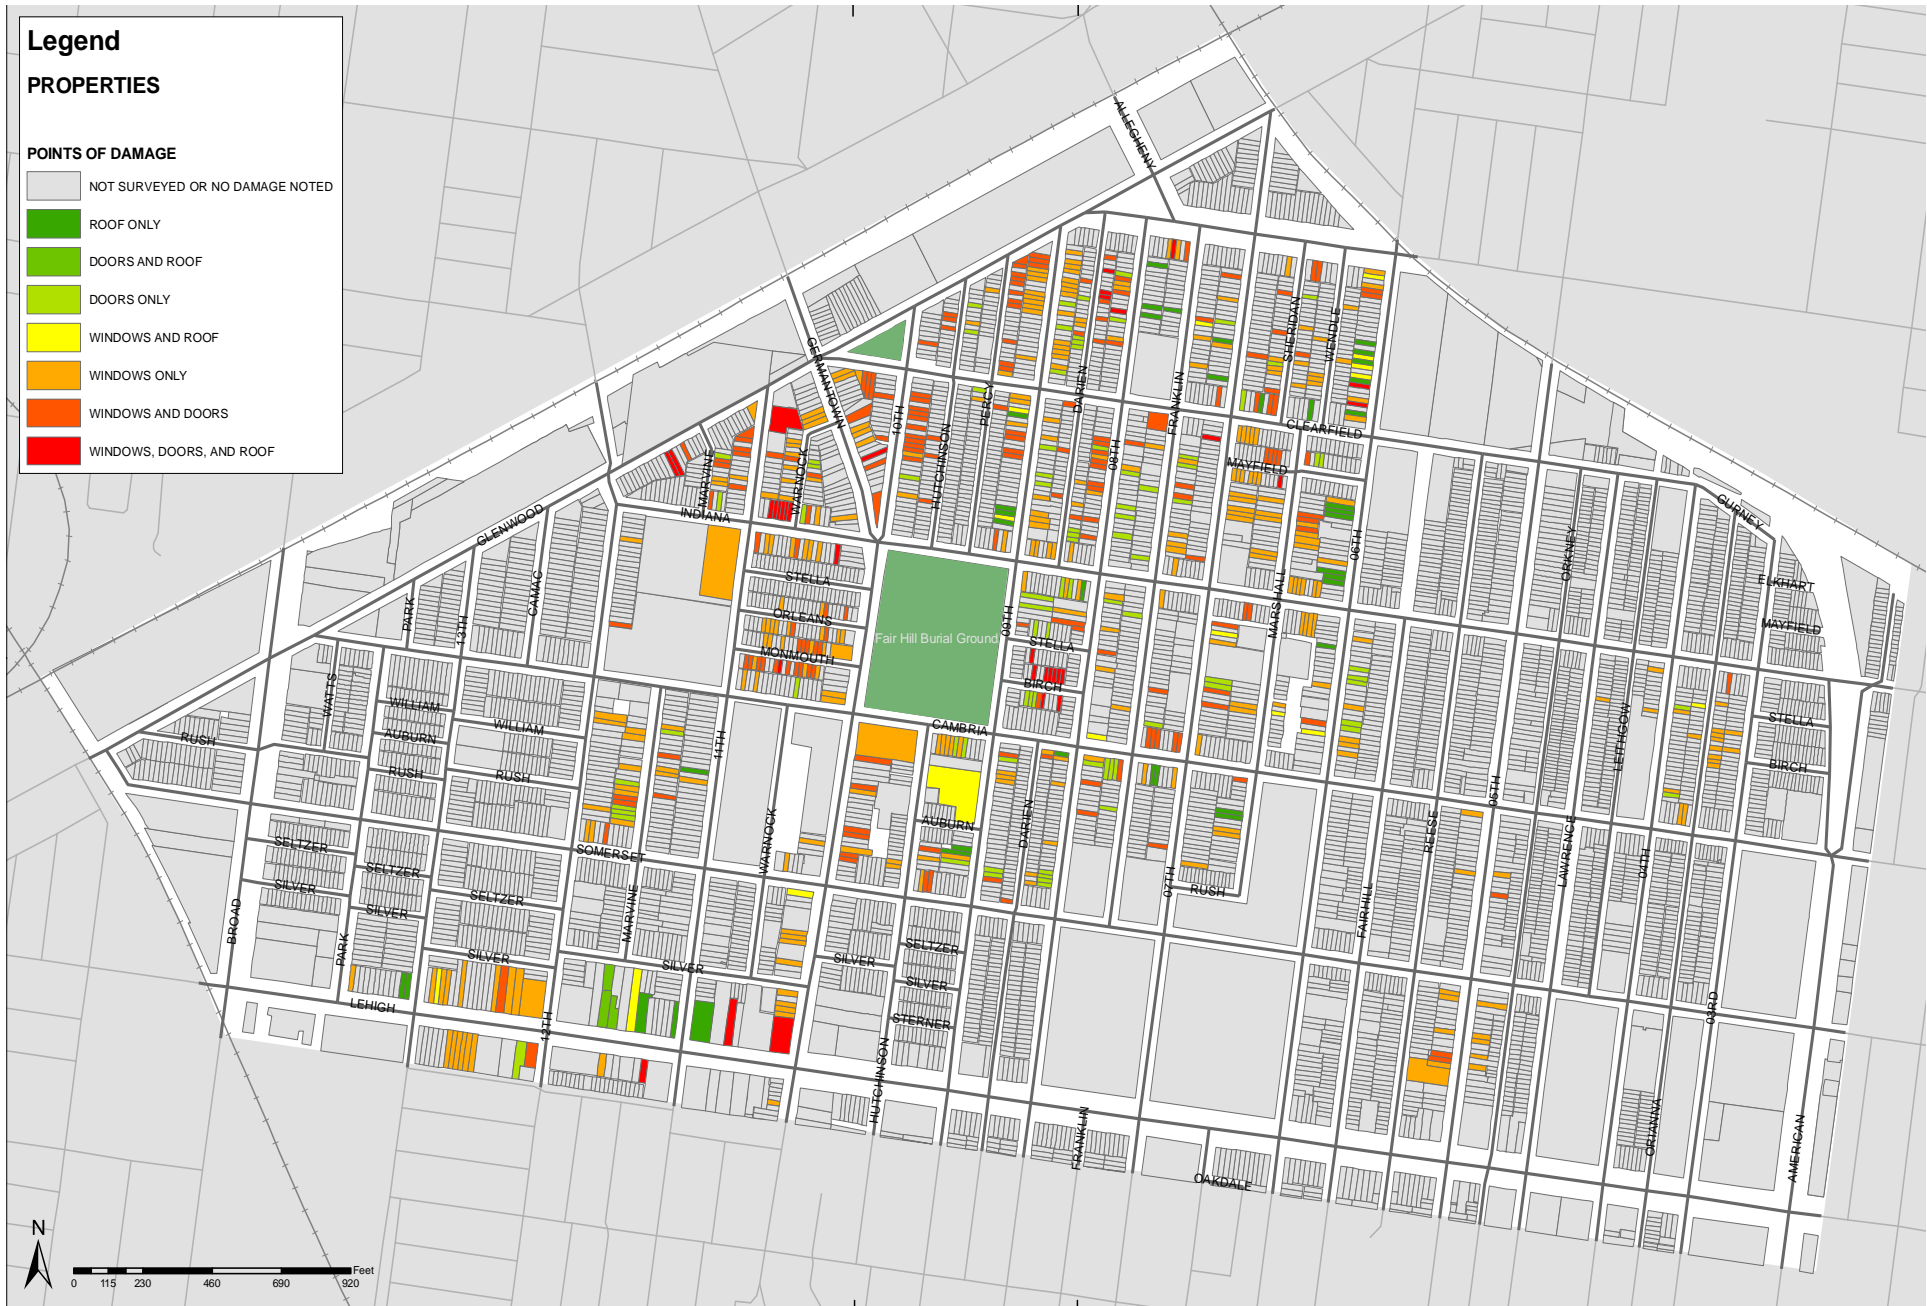 Legend
PROPERTIES
POINTS OF DAMAGE
NOT SURVEYED OR NO DAMAGE NOTED
ROOF ONLY
DOORS AND ROOF
DOORS ONLY
WINDOWS AND ROOF
WINDOWS ONLY
WINDOWS AND DOORS
WINDOWS, DOORS, AND ROOF
ALLEGHENY
GERMANTOWN
SHERIDAN
WENDLE
DARIEN
FRANKLIN
PERCY
10TH
HUTCHINSON
08TH
CLEARFIELD
MAYFIELD
MARVINE
WARNOCK
INDIANA
GLENWOOD
GURNEY
ORKNEY
ELKHART
MAYFIELD
06TH
MARSHALL
STELLA
ORLEANS
MONMOUTH
Fair Hill Burial Ground
09TH
STELLA
BIRCH
CAMBRIA
PARK
13TH
CAMAC
WATTS
WILLIAM
WILLIAM
AUBURN
RUSH
RUSH
RUSH
11TH
LEITHGOW
STELLA
BIRCH
05TH
WARNOCK
AUBURN
DARIEN
REESE
LAWRENCE
04TH
SOMERSET
SELTZER
SELTZER
SELTZER
SILVER
SILVER
SILVER
SILVER
SILVER
SELTZER
SILVER
STERNER
MARVINE
07TH
RUSH
FAIRHILL
BROAD
PARK
LEHIGH
12TH
HUTCHINSON
FRANKLIN
OAKDALE
03RD
ORIANNA
AMERICAN
SILVER
N
0 115 230 460 690 920
Feet